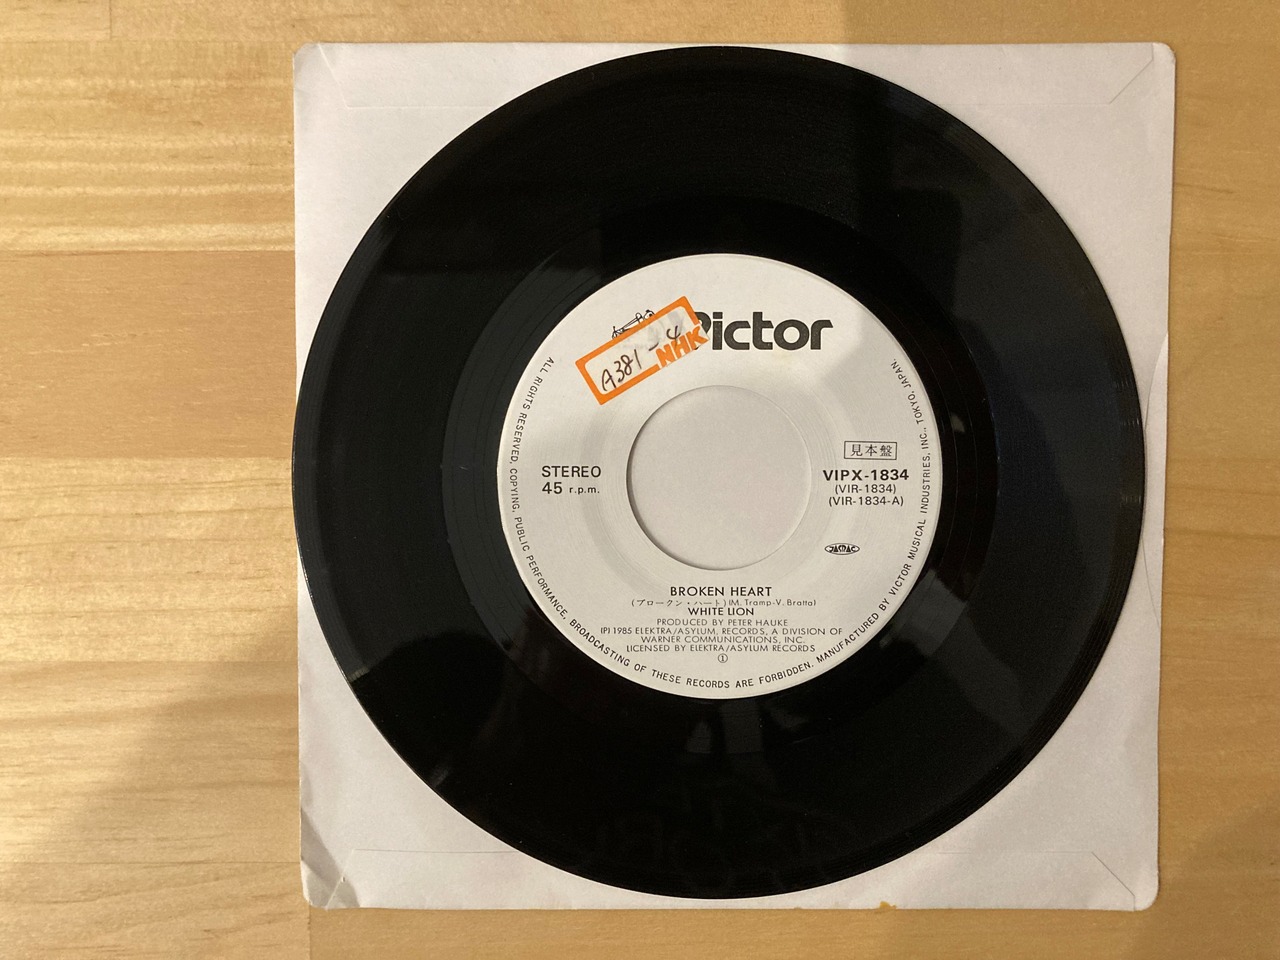 Victor
A381-4
NHK
STEREO
45 r.p.m.
見本盤
VIPX-1834
(VIR-1834)
(VIR-1834-A)
JASRAC
BROKEN HEART
(ブロークン・ハート) (M. Tramp-V. Bratta)
WHITE LION
PRODUCED BY PETER HAUKE
(P) 1985 ELEKTRA/ASYLUM, RECORDS, A DIVISION OF
WARNER COMMUNICATIONS, INC.
LICENSED BY ELEKTRA/ASYLUM RECORDS
①
ALL RIGHTS RESERVED, COPYING, PUBLIC PERFORMANCE, BROADCASTING OF THESE RECORDS ARE FORBIDDEN. MANUFACTURED BY VICTOR MUSICAL INDUSTRIES, INC., TOKYO, JAPAN.